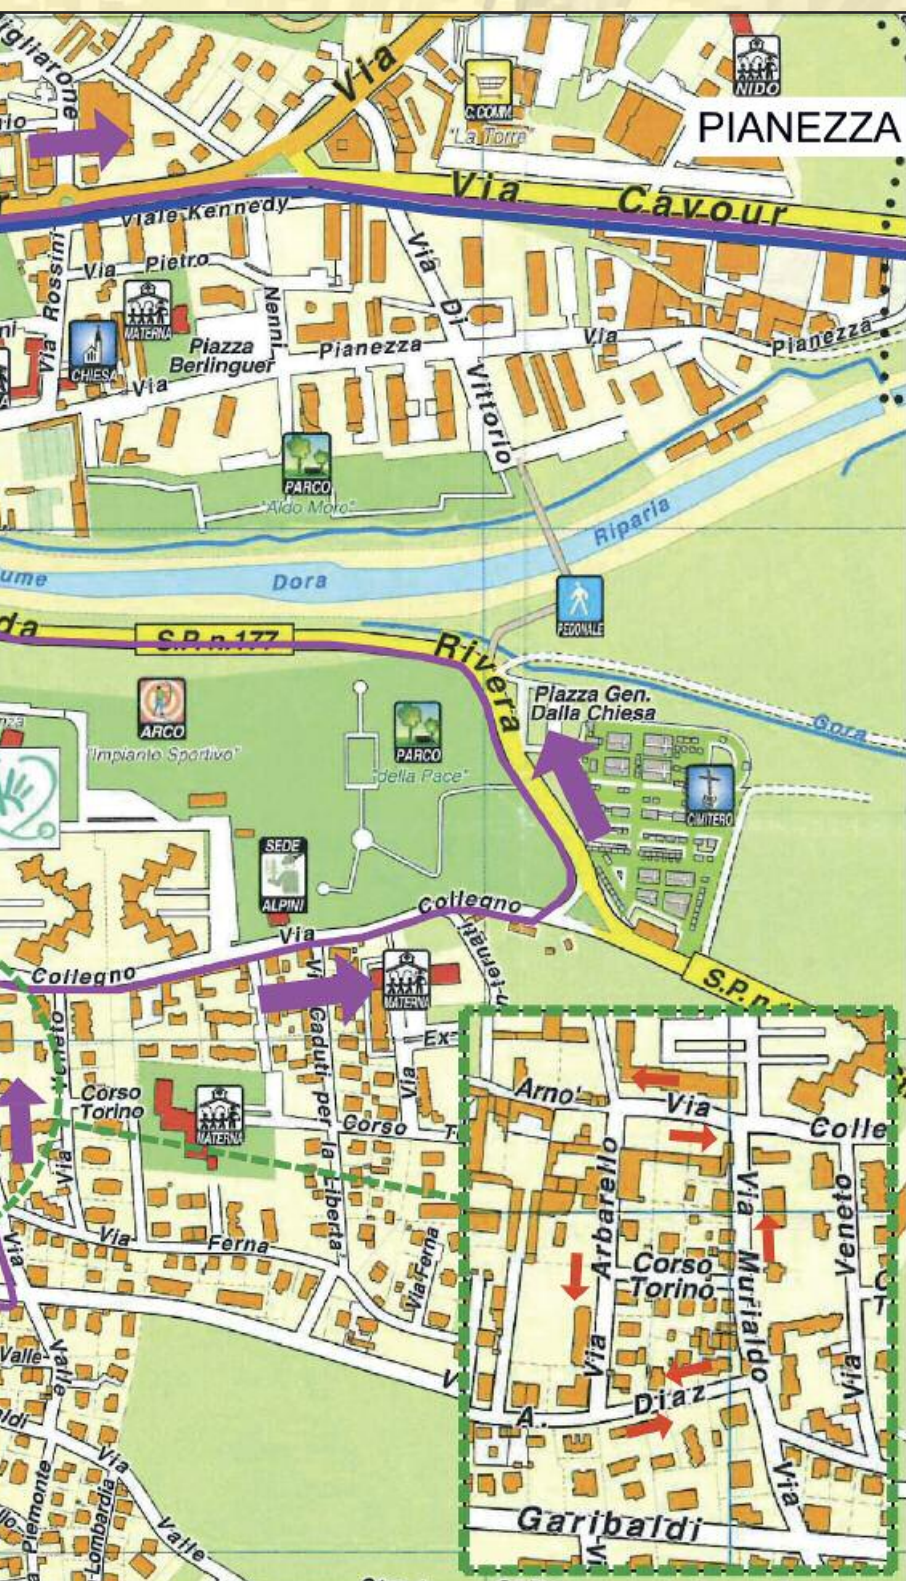 Via
C.COMM.
"La Torre"
NIDO
PIANEZZA
Via Cavour
Viale Kennedy
Via Rossini
Via Pietro
Nenni
MATERNA
CHIESA
Piazza
Berlinguer
Via
Pianezza
Via
Pianezza
Via Di Vittorio
PARCO
"Aldo Moro"
Dora
Riparia
PEDONALE
S.P. n.177
Rivera
ARCO
"Impianto Sportivo"
PARCO
"della Pace"
Piazza Gen.
Dalla Chiesa
Gora
CIMITERO
SEDE
ALPINI
Via
Collegno
Collegno
MATERNA
S.P. n.
Via Caduti per la Libertà
Ex
Via
Veneto
Via
Corso
Torino
MATERNA
Corso
Via
Ferna
Via Ferna
Via
Valle
Valle
Via
Valle
Piemonte
Lombardia
Arno'
Via
Colle
Via Arbarello
Corso
Torino
Via Murialdo
Via
Veneto
A. Diaz
Via
Garibaldi